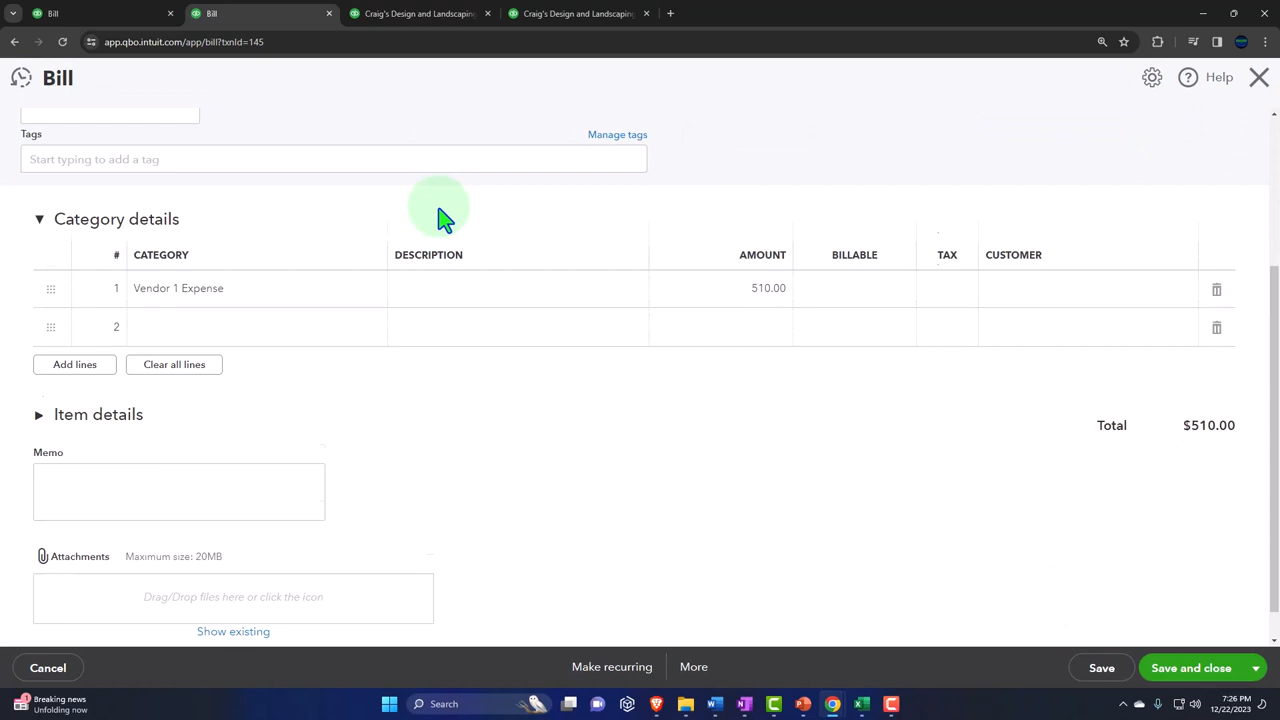 Bill
Bill
Craig's Design and Landscaping
Craig's Design and Landscaping
app.qbo.intuit.com/app/bill?txnId=145
Bill
Help
Tags
Manage tags
Start typing to add a tag
Category details
# CATEGORY DESCRIPTION AMOUNT BILLABLE TAX CUSTOMER
1 Vendor 1 Expense 510.00
2
Add lines Clear all lines
Item details
Total $510.00
Memo
Attachments Maximum size: 20MB
Drag/Drop files here or click the icon
Show existing
Cancel Make recurring More Save Save and close
1 Breaking news
Unfolding now
Search
7:26 PM
12/22/2023